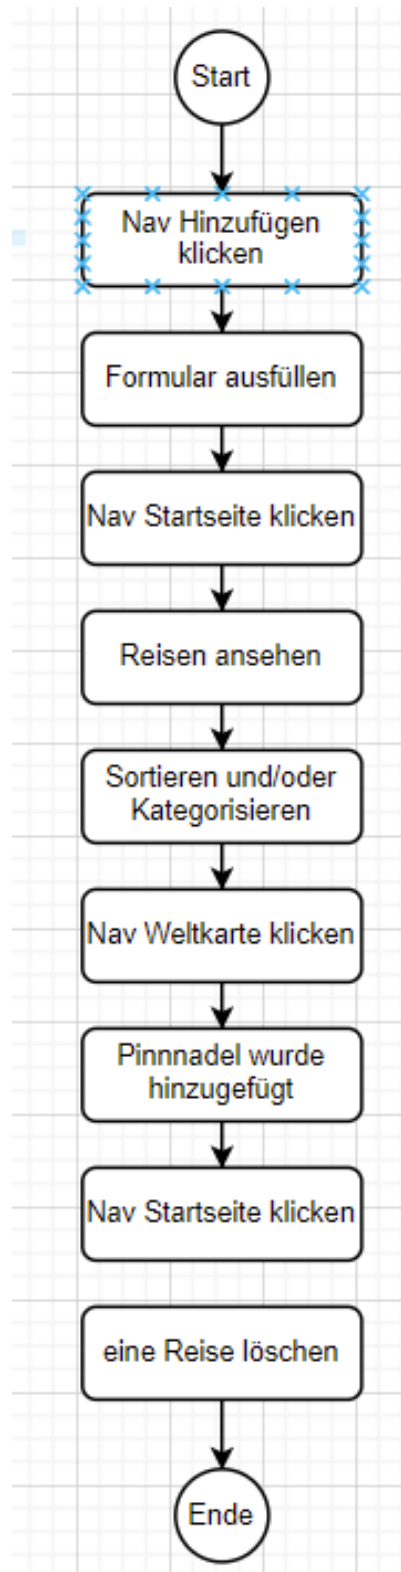 Start
Nav Hinzufügen
klicken
Formular ausfüllen
Nav Startseite klicken
Reisen ansehen
Sortieren und/oder
Kategorisieren
Nav Weltkarte klicken
Pinnnadel wurde
hinzugefügt
Nav Startseite klicken
eine Reise löschen
Ende